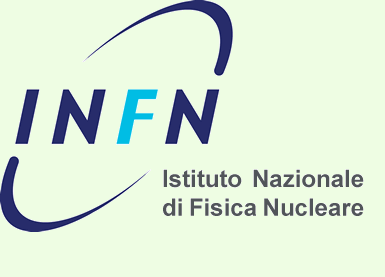 INFN
Istituto Nazionale
di Fisica Nucleare